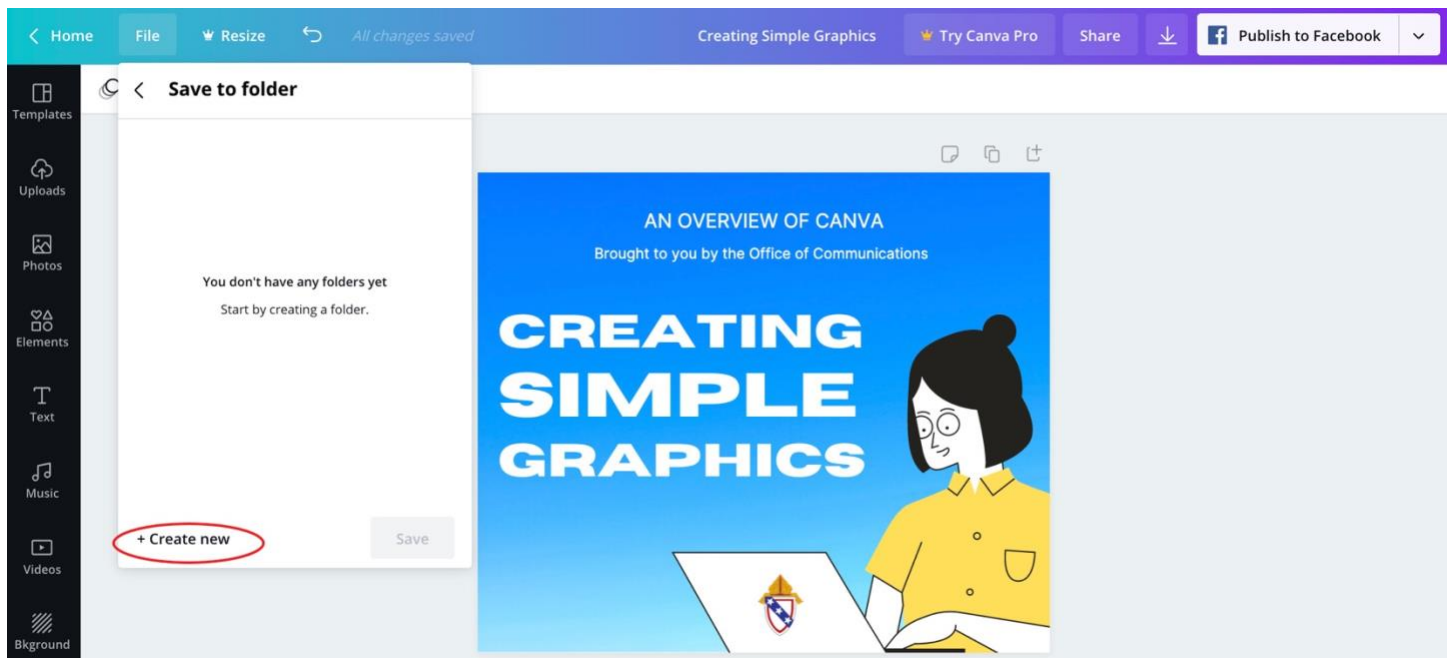 Home File Resize All changes saved Creating Simple Graphics Try Canva Pro Share Publish to Facebook
Save to folder
Templates
Uploads
Photos
Elements
Text
Music
Videos
Bkground
You don't have any folders yet
Start by creating a folder.
+ Create new Save
AN OVERVIEW OF CANVA
Brought to you by the Office of Communications
CREATING
SIMPLE
GRAPHICS